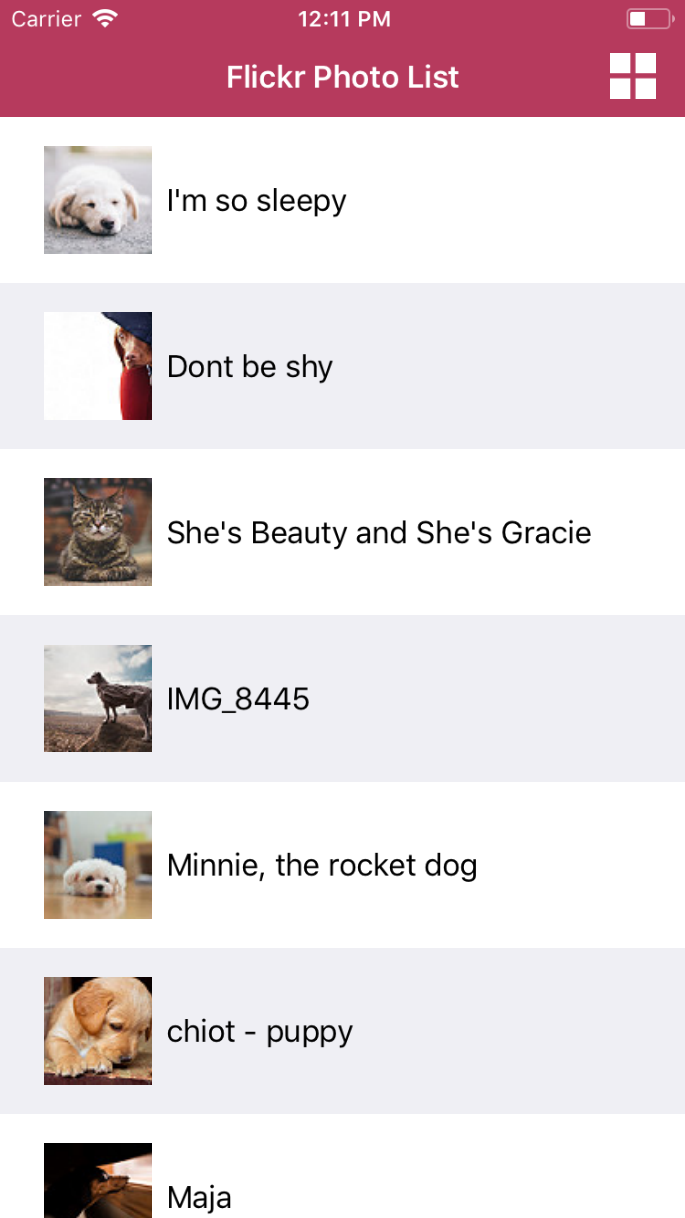 Carrier 12:11 PM
Flickr Photo List
I'm so sleepy
Dont be shy
She's Beauty and She's Gracie
IMG_8445
Minnie, the rocket dog
chiot - puppy
Maja